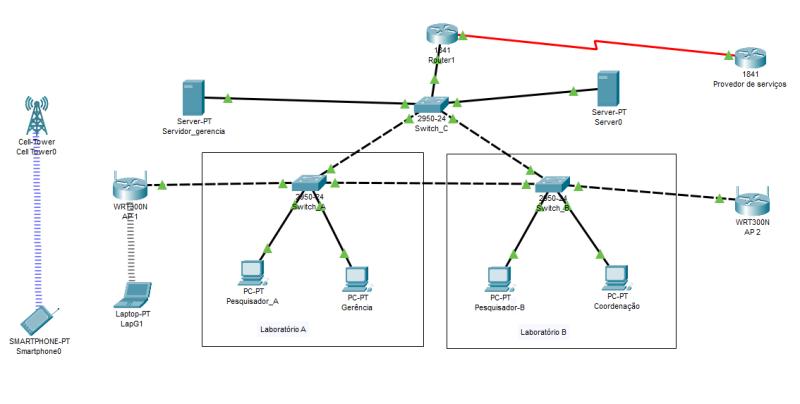 1841
Router1
1841
Provedor de serviços
Server-PT
Servidor_gerencia
2950-24
Switch_C
Server-PT
Server0
Cell-Tower
Cell Tower0
WRT300N
AP 1
2950-24
Switch_A
2950-24
Switch_B
WRT300N
AP 2
PC-PT
Pesquisador_A
PC-PT
Gerência
PC-PT
Pesquisador-B
PC-PT
Coordenação
Laptop-PT
LapG1
SMARTPHONE-PT
Smartphone0
Laboratório A
Laboratório B